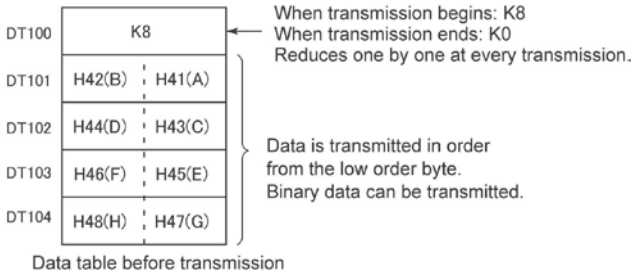 When transmission begins: K8
DT100 K8 When transmission ends: K0
Reduces one by one at every transmission.
DT101 H42(B) H41(A)
DT102 H44(D) H43(C)
Data is transmitted in order
DT103 H46(F) H45(E) from the low order byte.
Binary data can be transmitted.
DT104 H48(H) H47(G)
Data table before transmission